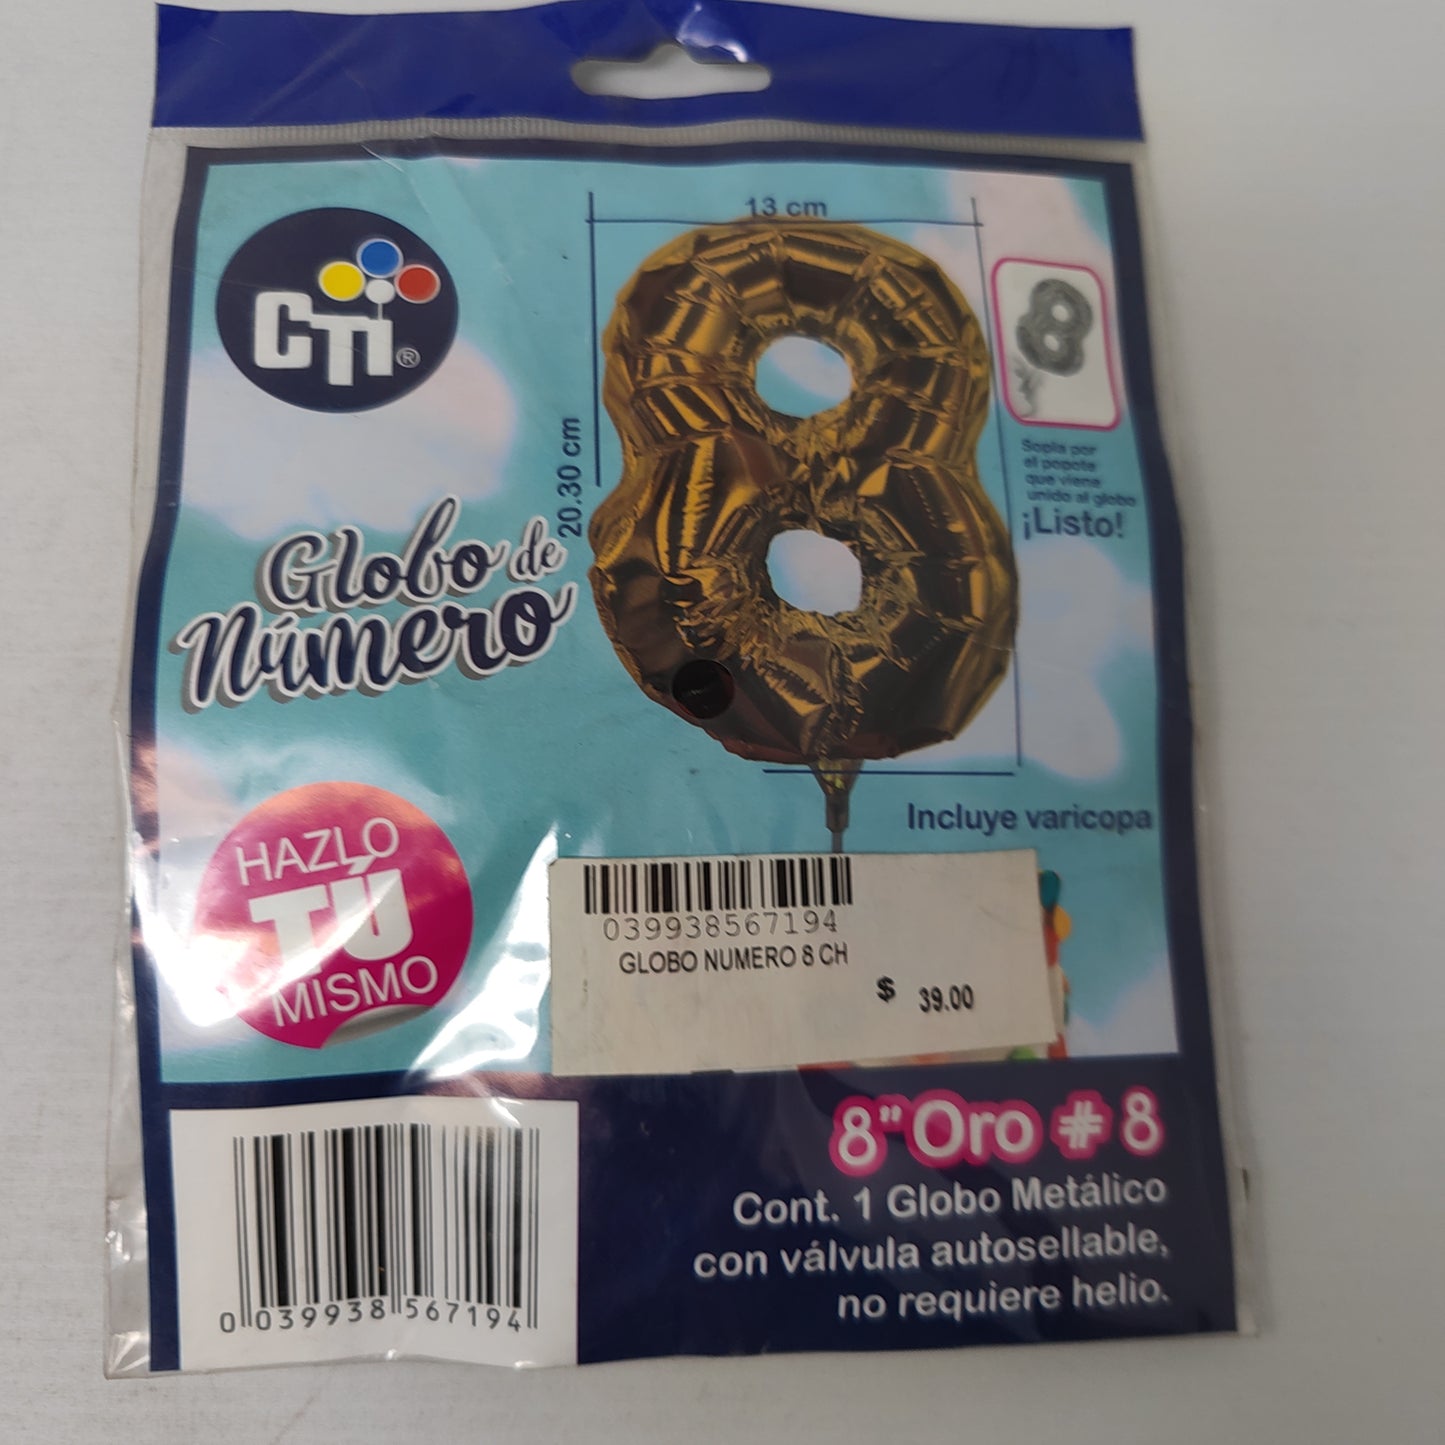 CTI®
13 cm
20.30 cm
Sopla por
el popote
que viene
unido al globo
¡Listo!
Globo de
Número
Incluye varicopa
HAZLO
TÚ
MISMO
039938567194
GLOBO NUMERO 8 CH
$ 39.00
8" Oro # 8
Cont. 1 Globo Metálico
con válvula autosellable,
no requiere helio.
0 039938 567194